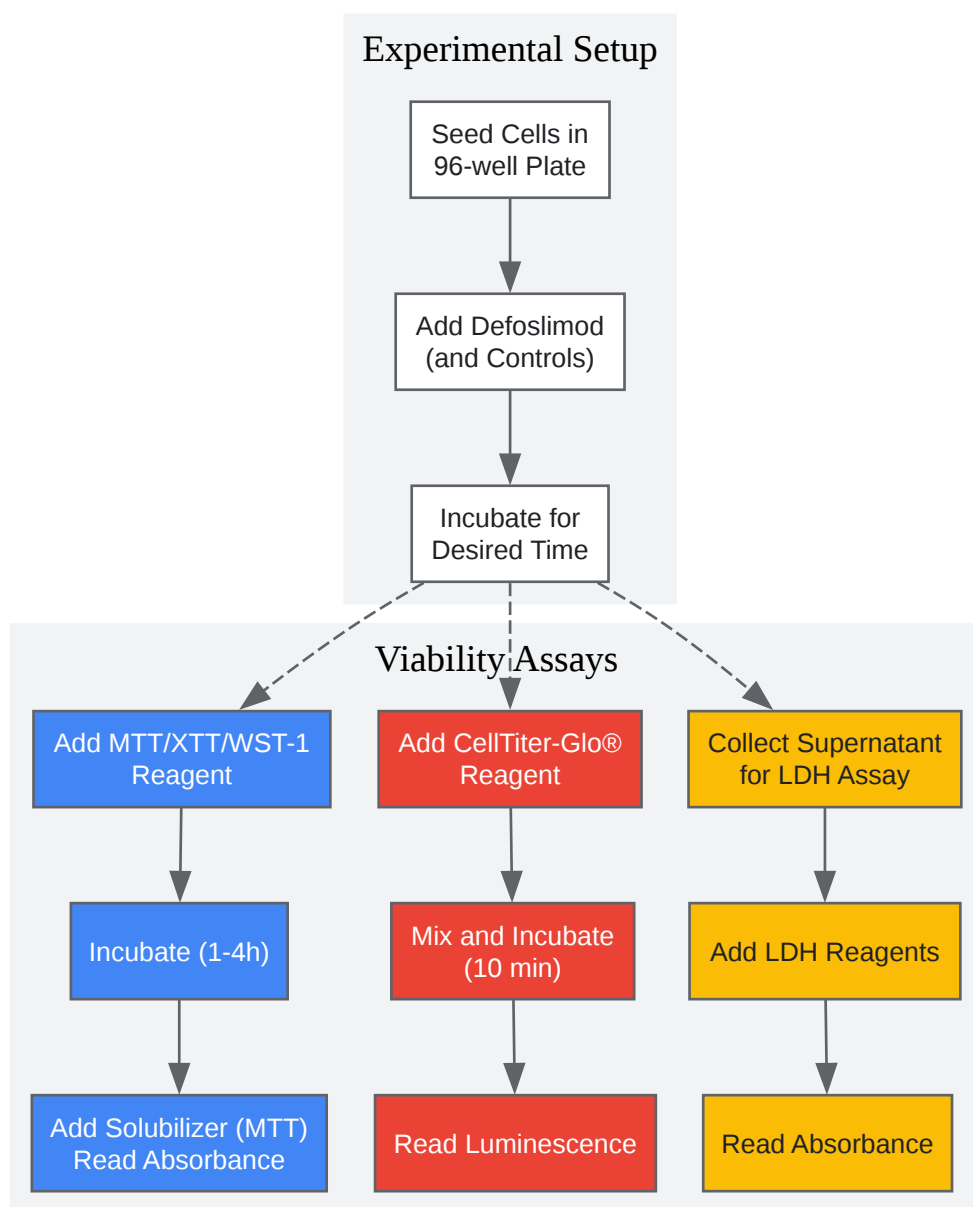 Experimental Setup
Seed Cells in
96-well Plate
Add Defoslimod
(and Controls)
Incubate for
Desired Time
Viability Assays
Add MTT/XTT/WST-1
Reagent
Incubate (1-4h)
Add Solubilizer (MTT)
Read Absorbance
Add CellTiter-Glo®
Reagent
Mix and Incubate
(10 min)
Read Luminescence
Collect Supernatant
for LDH Assay
Add LDH Reagents
Read Absorbance